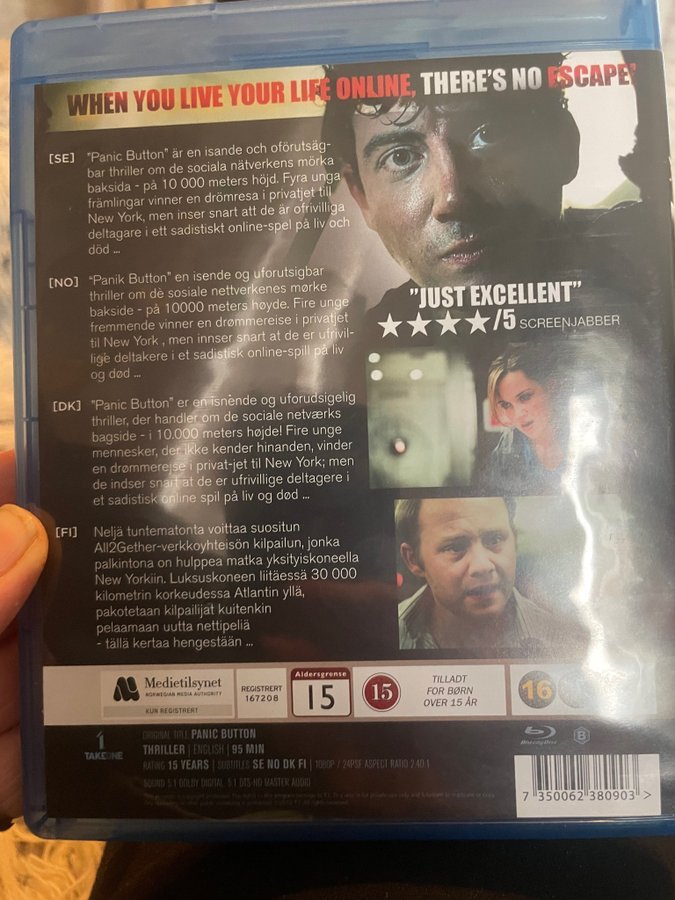 WHEN YOU LIVE YOUR LIFE ONLINE, THERE'S NO ESCAPE!
[SE] "Panic Button" är en isande och oförutsäg-
bar thriller om de sociala nätverkens mörka
baksida - på 10 000 meters höjd. Fyra unga
främlingar vinner en drömresa i privatjet till
New York, men inser snart att de är ofrivilliga
deltagare i ett sadistiskt online-spel på liv och
död ...
[NO] "Panik Button" en isende og uforutsigbar
thriller om de sosiale nettverkenes mørke
bakside - på 10000 meters høyde. Fire unge
fremmende vinner en drømmereise i privatjet
til New York , men innser snart at de er ufrivil-
lige deltakere i et sadistisk online-spill på liv
og død ...
[DK] "Panic Button" er en isnende og uforudsigelig
thriller, der handler om de sociale netværks
bagside - i 10.000 meters højde! Fire unge
mennesker, der ikke kender hinanden, vinder
en drømmerejse i privat-jet til New York; men
de indser snart at de er ufrivillige deltagere i
et sadistisk online spil på liv og død ...
[FI] Neljä tuntematonta voittaa suositun
All2Gether-verkkoyhteisön kilpailun, jonka
palkintona on hulppea matka yksityiskoneella
New Yorkiin. Luksuskoneen liitäessä 30 000
kilometrin korkeudessa Atlantin yllä,
pakotetaan kilpailijat kuitenkin
pelaamaan uutta nettipeliä
- tällä kertaa hengestään ...
"JUST EXCELLENT"
/5 SCREENJABBER
Medietilsynet
NORWEGIAN MEDIA AUTHORITY
KUN REGISTRERT
REGISTRERT
167208
Aldersgrense
15
15
TILLADT
FOR BØRN
OVER 15 ÅR
16
TAKEONE
ORIGINAL TITLE PANIC BUTTON
THRILLER | ENGLISH | 95 MIN
RATING 15 YEARS | SUBTITLES SE NO DK FI | 1080P / 24PSF ASPECT RATIO 2.40:1
SOUND 5.1 DOLBY DIGITAL 5.1 DTS-HD MASTER AUDIO
Blu-ray Disc
B
7 350062 380903 >